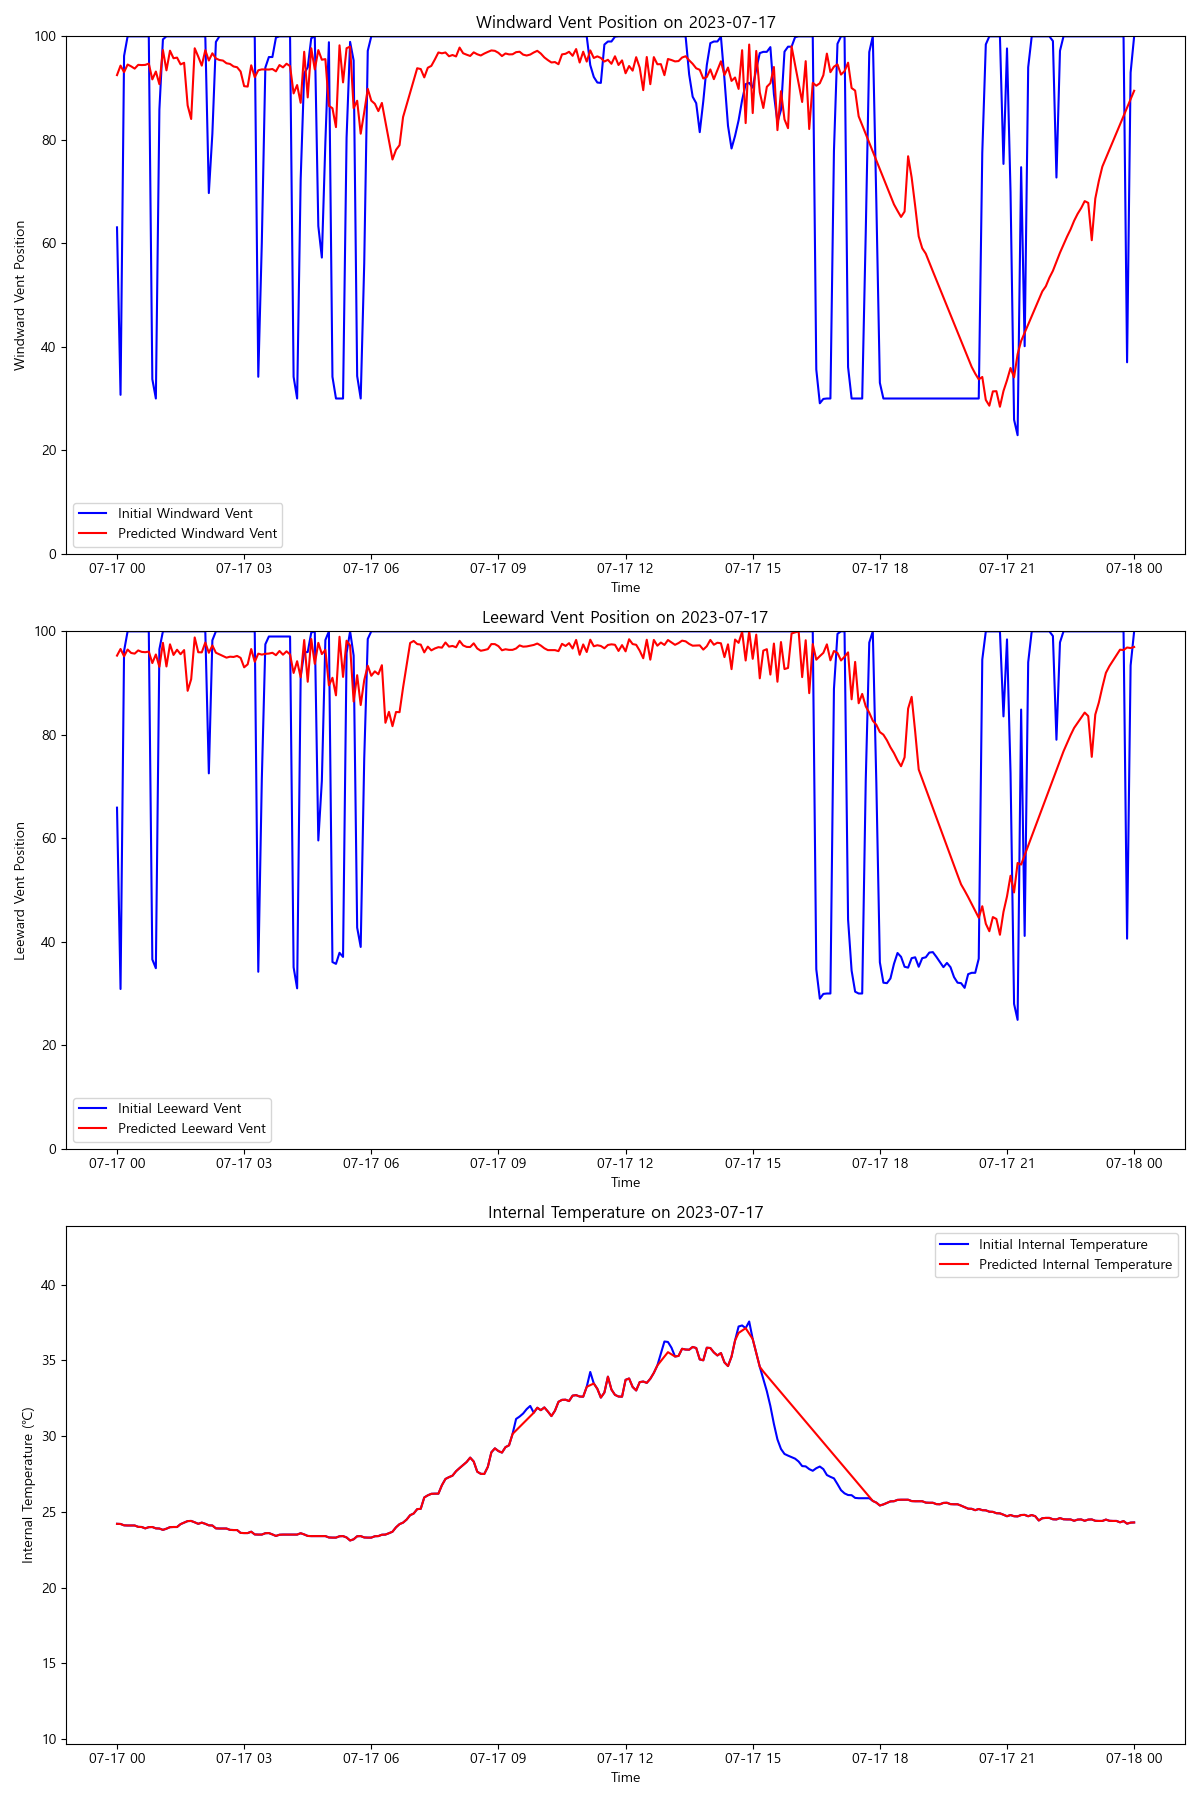 Windward Vent Position on 2023-07-17
Windward Vent Position
100
80
60
40
20
0
Initial Windward Vent
Predicted Windward Vent
07-17 00 07-17 03 07-17 06 07-17 09 07-17 12 07-17 15 07-17 18 07-17 21 07-18 00
Time
Leeward Vent Position on 2023-07-17
Leeward Vent Position
100
80
60
40
20
0
Initial Leeward Vent
Predicted Leeward Vent
07-17 00 07-17 03 07-17 06 07-17 09 07-17 12 07-17 15 07-17 18 07-17 21 07-18 00
Time
Internal Temperature on 2023-07-17
Internal Temperature (℃)
40
35
30
25
20
15
10
Initial Internal Temperature
Predicted Internal Temperature
07-17 00 07-17 03 07-17 06 07-17 09 07-17 12 07-17 15 07-17 18 07-17 21 07-18 00
Time